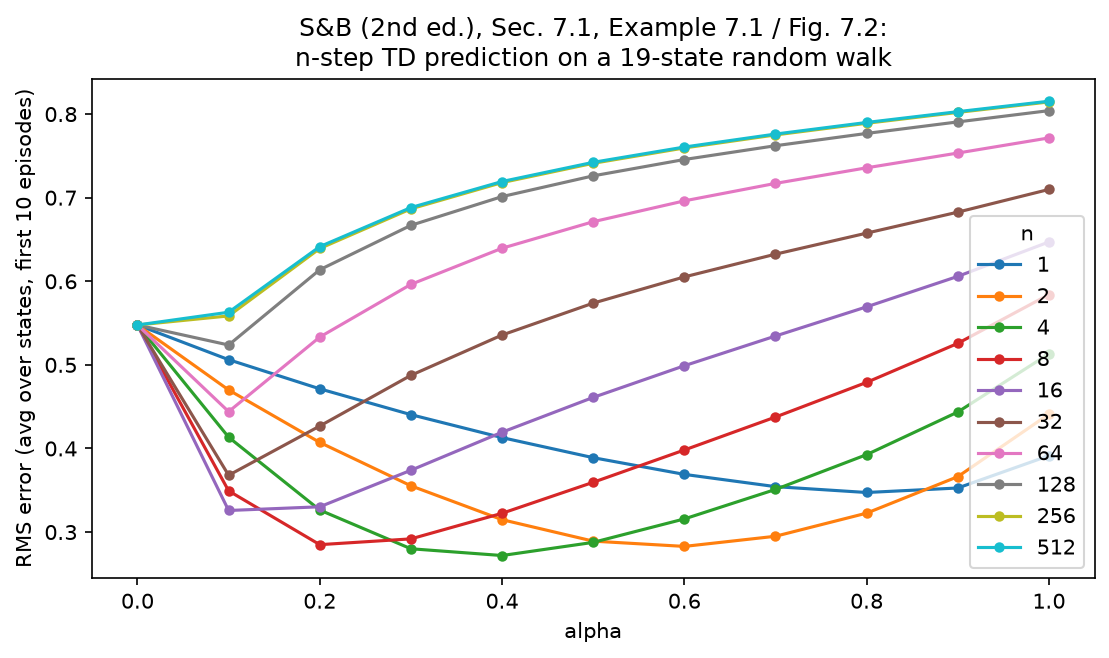 S&B (2nd ed.), Sec. 7.1, Example 7.1 / Fig. 7.2:
n-step TD prediction on a 19-state random walk
RMS error (avg over states, first 10 episodes)
0.8
0.7
0.6
0.5
0.4
0.3
n
1
2
4
8
16
32
64
128
256
512
0.0 0.2 0.4 0.6 0.8 1.0
alpha